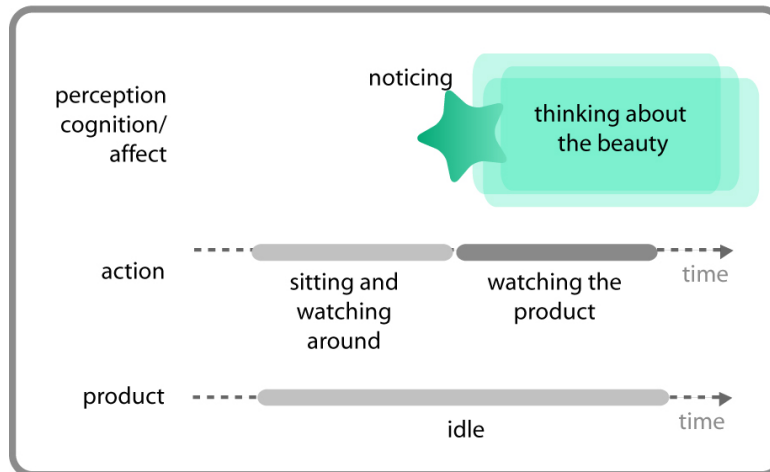 noticing
perception
cognition/
affect
thinking about
the beauty
action
time
sitting and
watching
around
watching the
product
product
time
idle